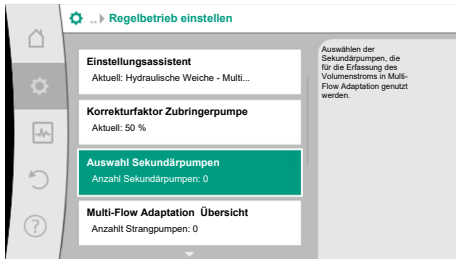 .. Regelbetrieb einstellen
Einstellungsassistent
Aktuell: Hydraulische Weiche - Multi...
Korrekturfaktor Zubringerpumpe
Aktuell: 50 %
Auswahl Sekundärpumpen
Anzahl Sekundärpumpen: 0
Multi-Flow Adaptation Übersicht
Anzahlt Strangpumpen: 0
Auswählen der
Sekundärpumpen, die
für die Erfassung des
Volumenstroms in Multi-
Flow Adaptation genutzt
werden.
?